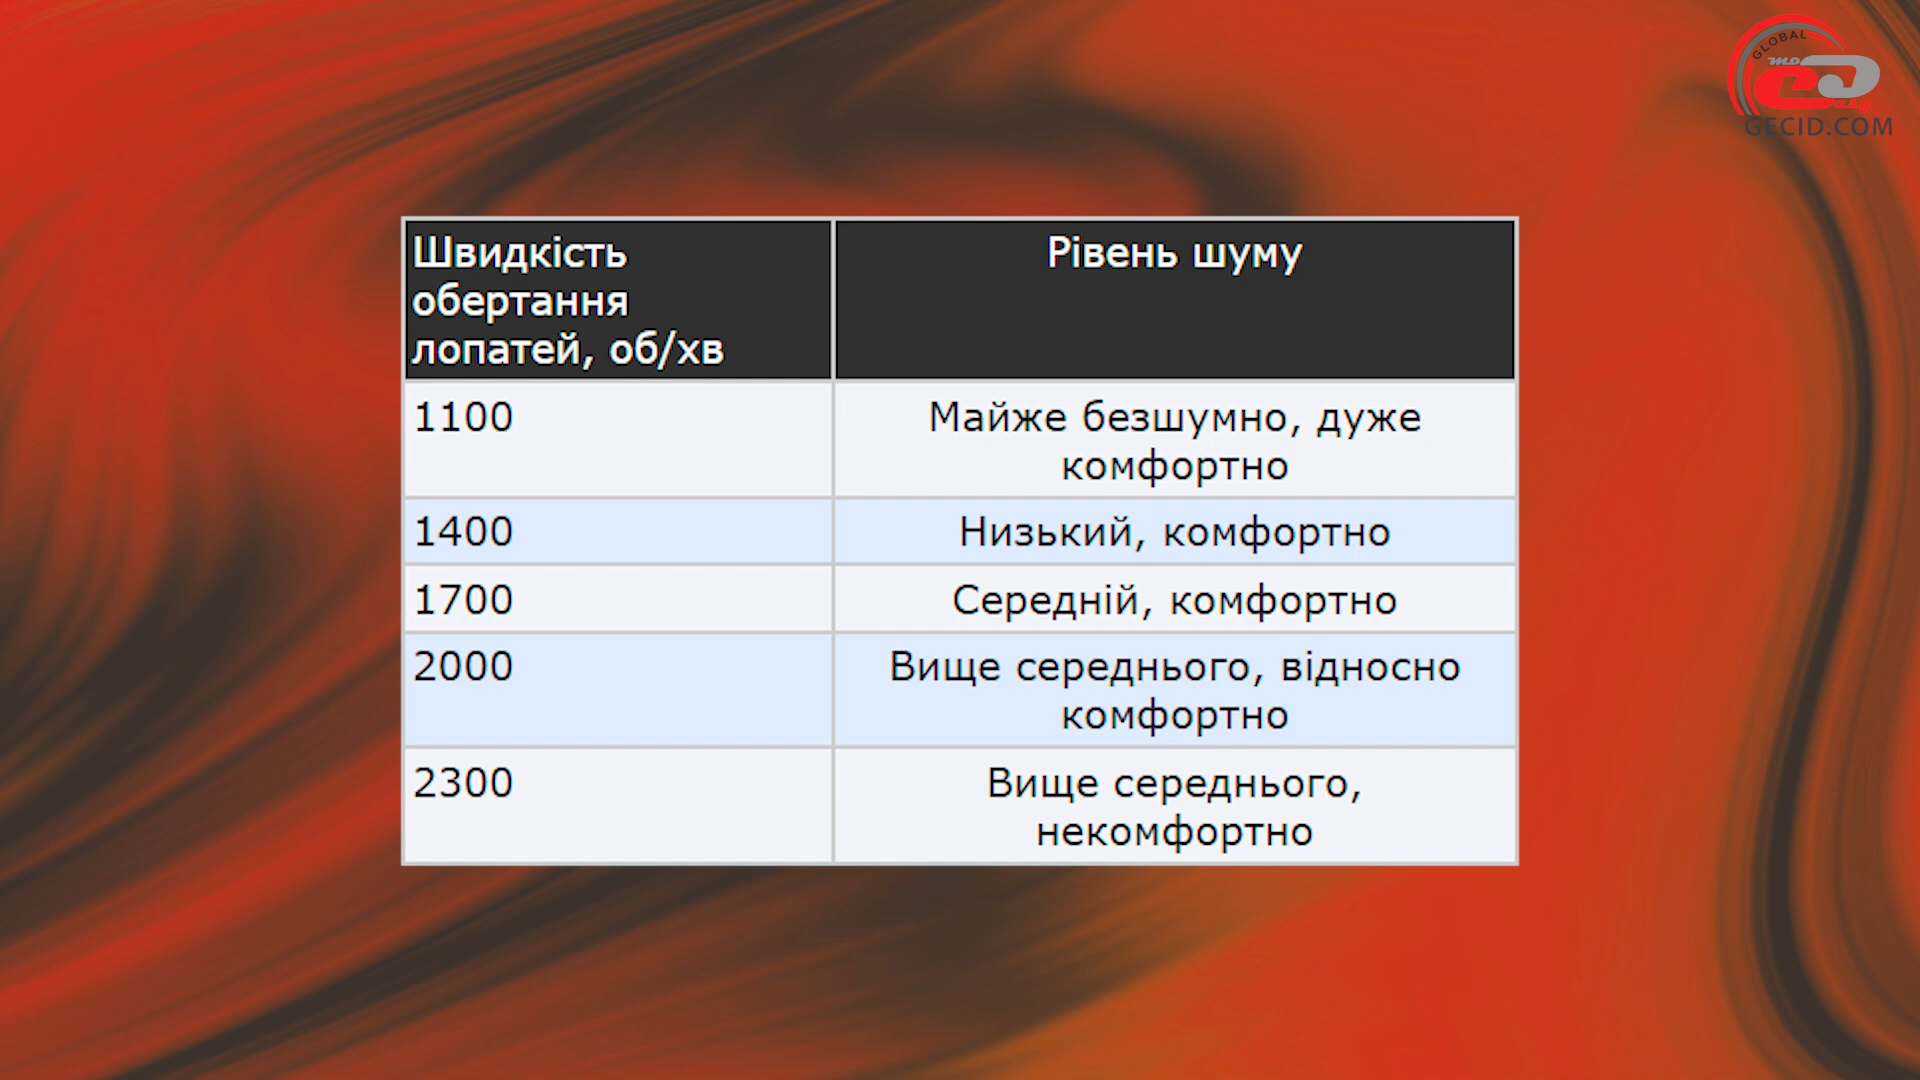 GLOBAL
GECID.COM
Швидкість
обертання
лопатей, об/хв
Рівень шуму
1100
Майже безшумно, дуже
комфортно
1400
Низький, комфортно
1700
Середній, комфортно
2000
Вище середнього, відносно
комфортно
2300
Вище середнього,
некомфортно